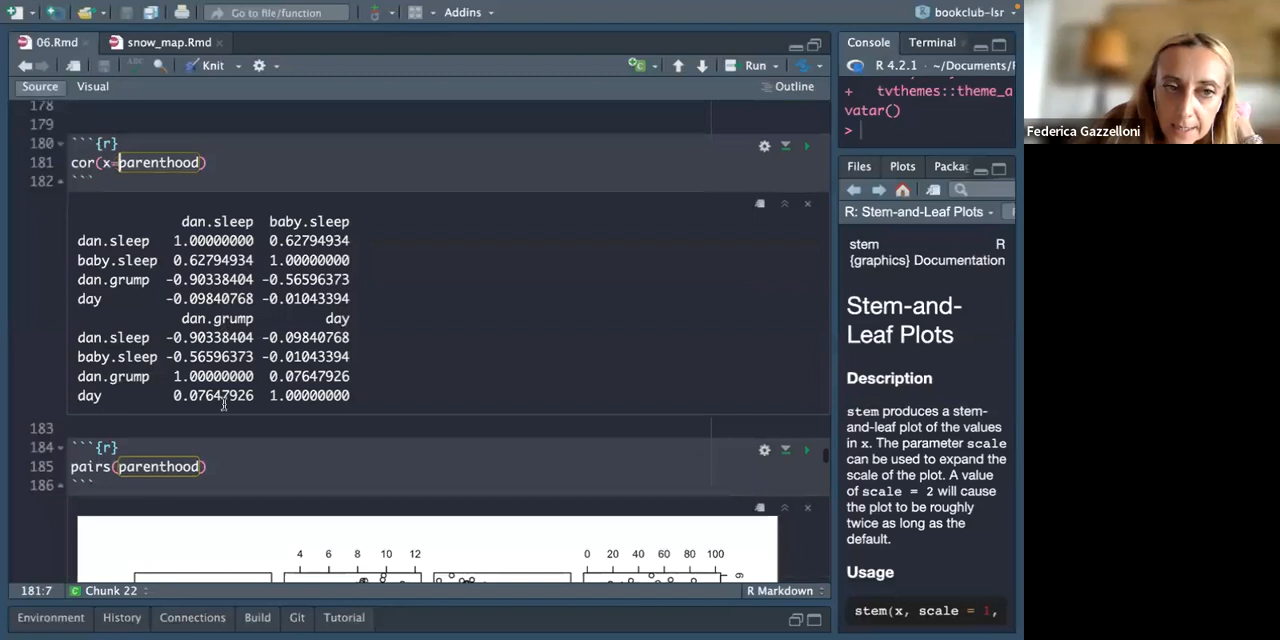 Go to file/function
Addins
bookclub-lsr
06.Rmd
snow_map.Rmd
Knit
Run
Source
Visual
Outline
178
179
180 ```{r}
181 cor(x=parenthood)
182 ```
dan.sleep baby.sleep
dan.sleep 1.00000000 0.62794934
baby.sleep 0.62794934 1.00000000
dan.grump -0.90338404 -0.56596373
day -0.09840768 -0.01043394
dan.grump day
dan.sleep -0.90338404 -0.09840768
baby.sleep -0.56596373 -0.01043394
dan.grump 1.00000000 0.07647926
day 0.07647926 1.00000000
183
184 ```{r}
185 pairs(parenthood)
186 ```
4 6 8 10 12 0 20 40 60 80 100
181:7 Chunk 22 R Markdown
Environment History Connections Build Git Tutorial
Console Terminal
R 4.2.1 · ~/Documents/
+ tvthemes::theme_a
vatar()
>
Files Plots Packa
R: Stem-and-Leaf Plots
stem R
{graphics} Documentation
Stem-and-
Leaf Plots
Description
stem produces a stem-
and-leaf plot of the values
in x. The parameter scale
can be used to expand the
scale of the plot. A value
of scale = 2 will cause
the plot to be roughly
twice as long as the
default.
Usage
stem(x, scale = 1,
Federica Gazzelloni